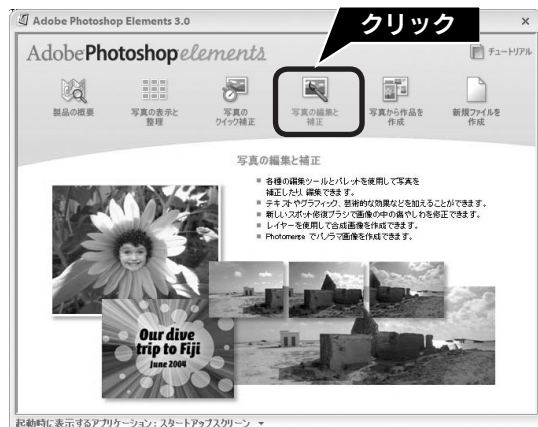 Adobe Photoshop Elements 3.0
クリック
Adobe Photoshop elements
チュートリアル
製品の概要
写真の表示と
整理
写真の
クイック補正
写真の編集と
補正
写真から作品を
作成
新規ファイルを
作成
写真の編集と補正
各種の編集ツールとパレットを使用して写真を
補正したり、編集できます。
テキストやグラフィック、芸術的な効果などを加えることができます。
新しいスポット修復ブラシで画像の中の傷やしわを修正できます。
レイヤーを使用して合成画像を作成できます。
Photomerge でパノラマ画像を作成できます。
Our dive
trip to Fiji
June 2004
起動時に表示するアプリケーション: スタートアップスクリーン